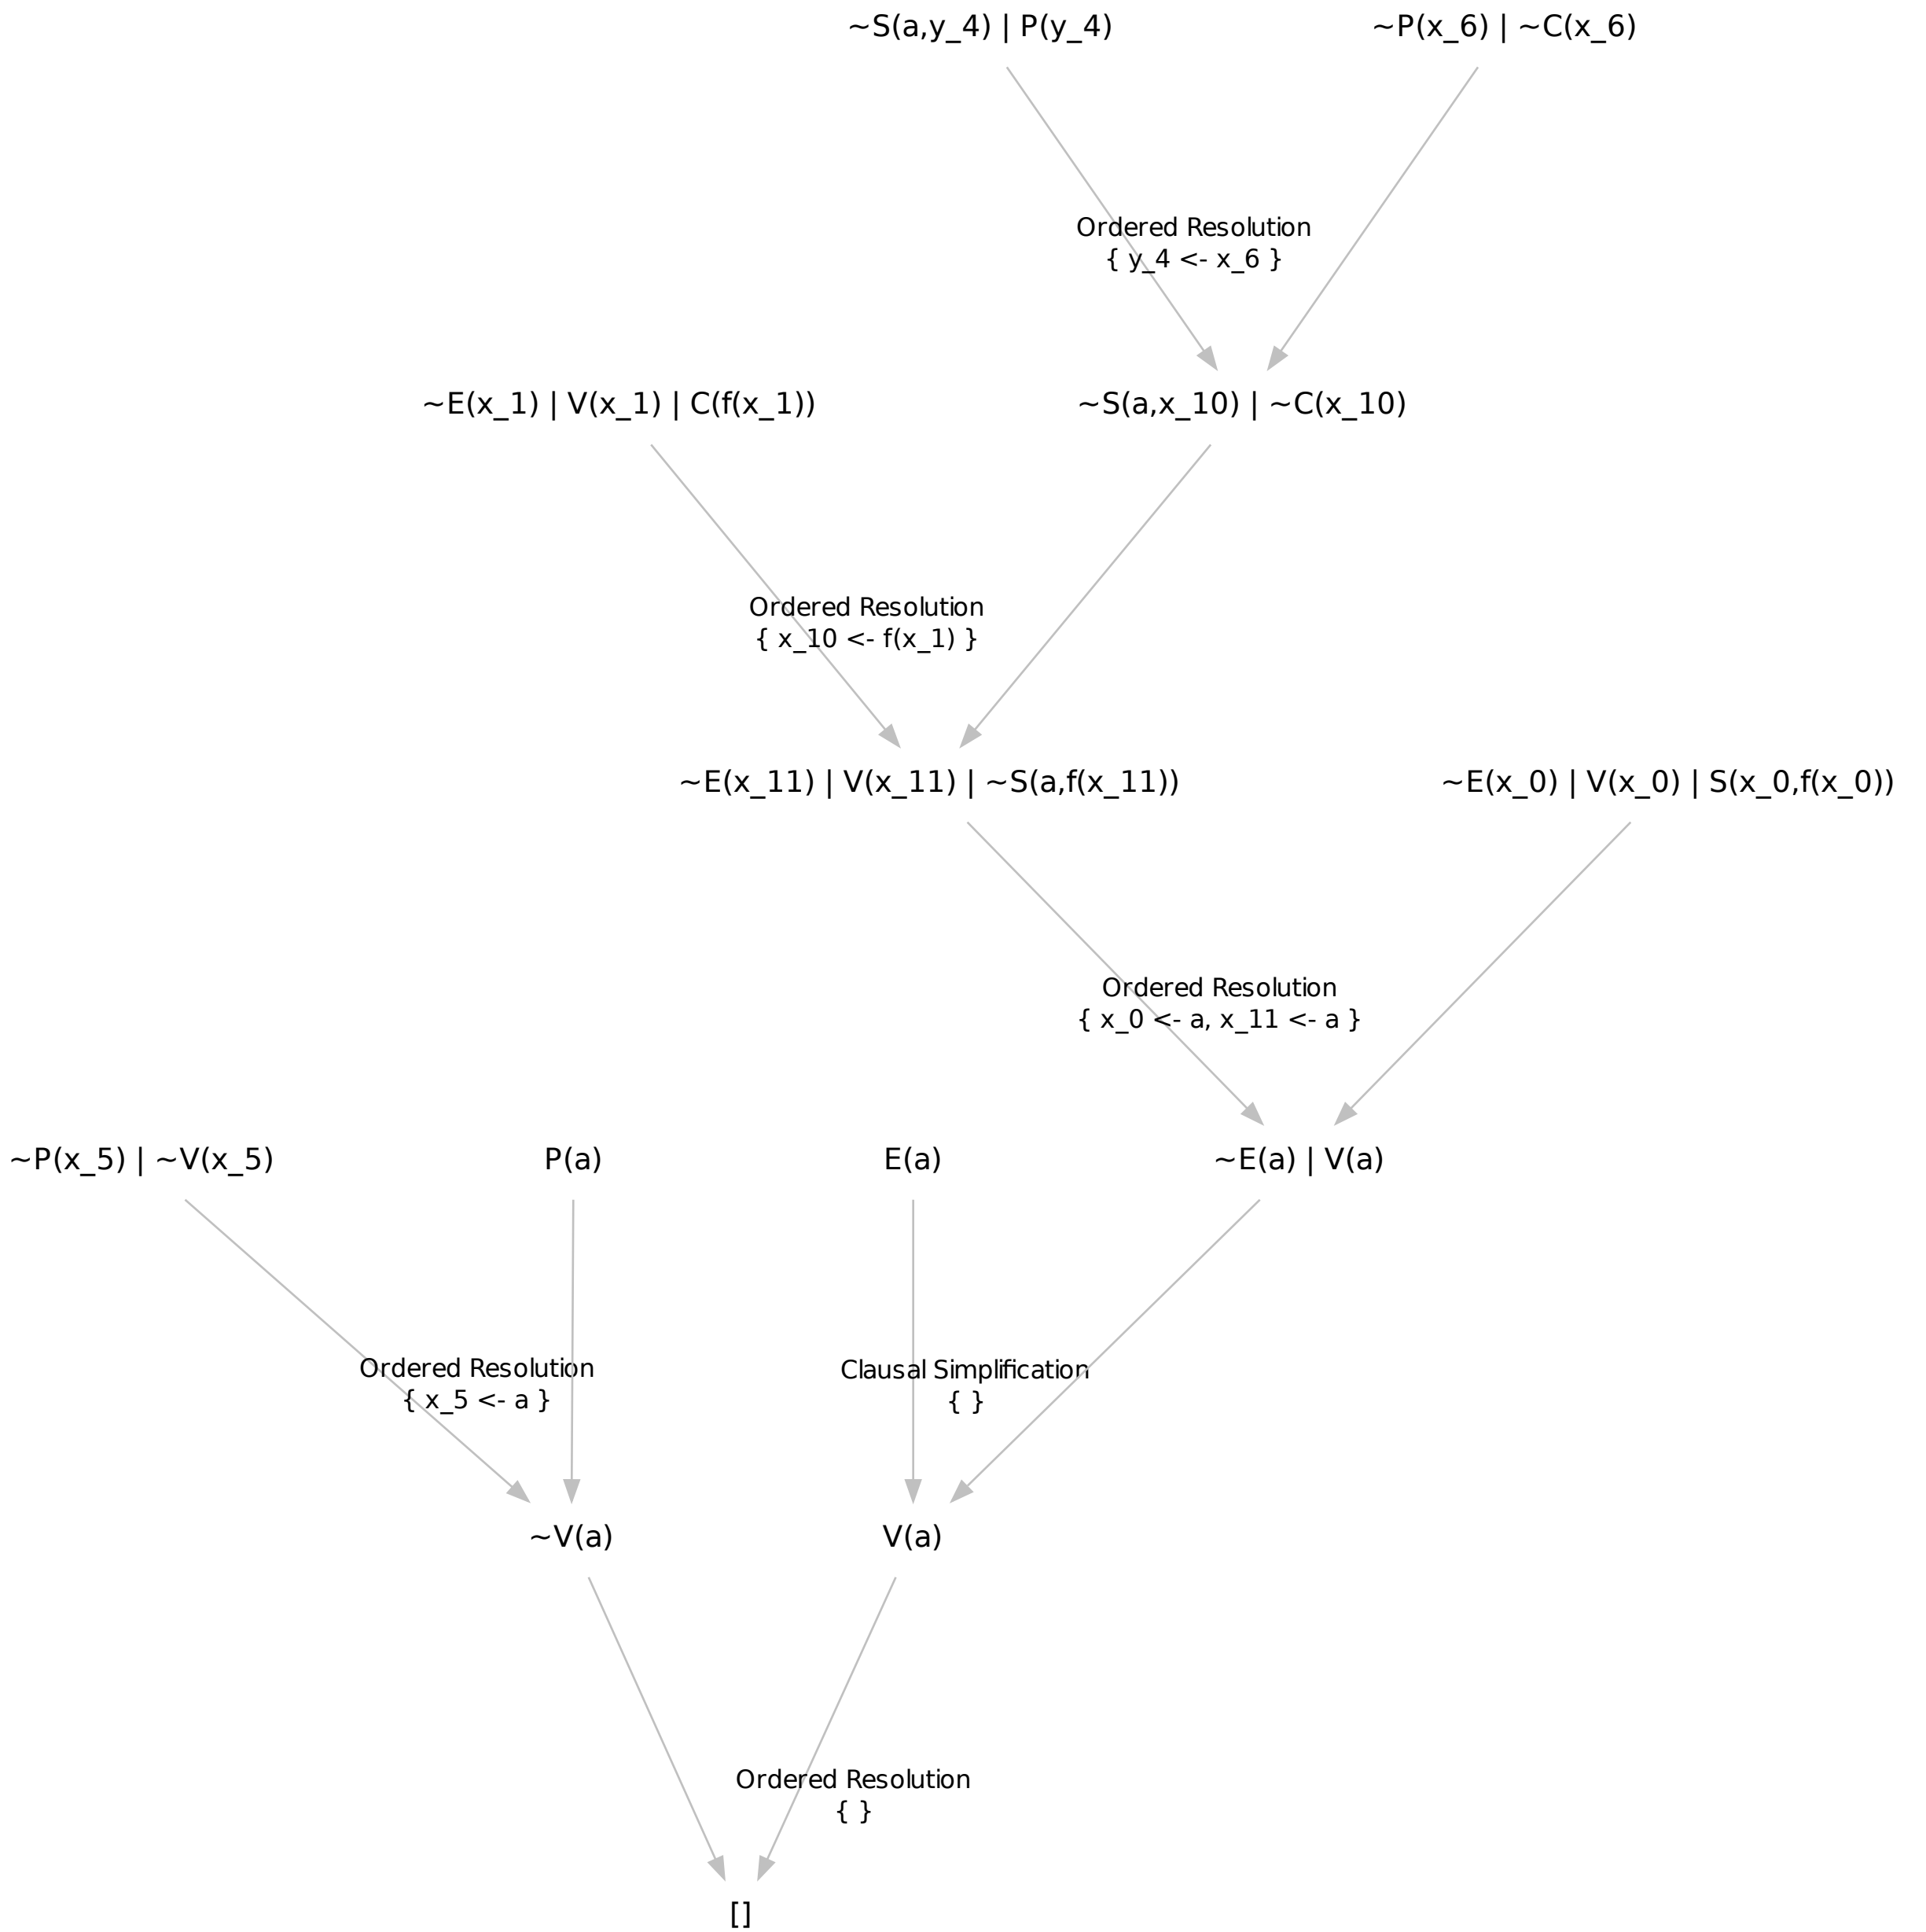 ~S(a,y_4) | P(y_4)
~P(x_6) | ~C(x_6)
Ordered Resolution
{ y_4 <- x_6 }
~E(x_1) | V(x_1) | C(f(x_1))
~S(a,x_10) | ~C(x_10)
Ordered Resolution
{ x_10 <- f(x_1) }
~E(x_11) | V(x_11) | ~S(a,f(x_11))
~E(x_0) | V(x_0) | S(x_0,f(x_0))
Ordered Resolution
{ x_0 <- a, x_11 <- a }
~P(x_5) | ~V(x_5)
P(a)
E(a)
~E(a) | V(a)
Ordered Resolution
{ x_5 <- a }
Clausal Simplification
{ }
~V(a)
V(a)
Ordered Resolution
{ }
[]